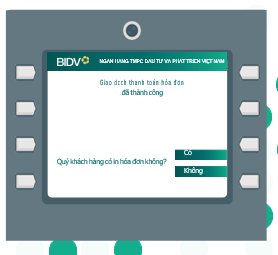 BIDV NGÂN HÀNG TMPC ĐẦU TƯ VÀ PHÁT TRIỂN VIỆT NAM
Giao dịch thanh toán hóa đơn
đã thành công
Có
Quý khách hàng có in hóa đơn không?
Không